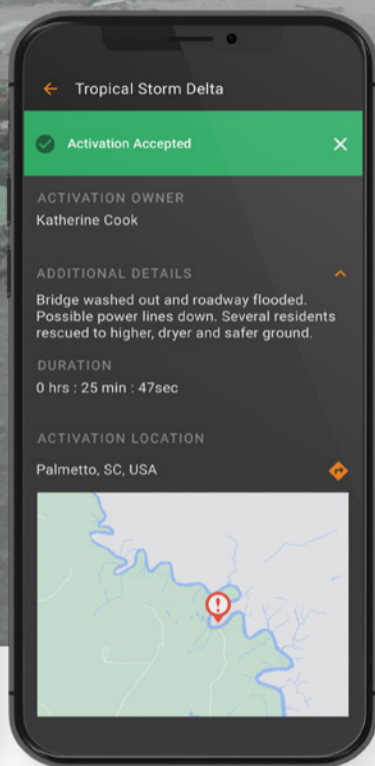 Tropical Storm Delta
Activation Accepted
ACTIVATION OWNER
Katherine Cook
ADDITIONAL DETAILS
Bridge washed out and roadway flooded.
Possible power lines down. Several residents
rescued to higher, dryer and safer ground.
DURATION
0 hrs : 25 min : 47sec
ACTIVATION LOCATION
Palmetto, SC, USA